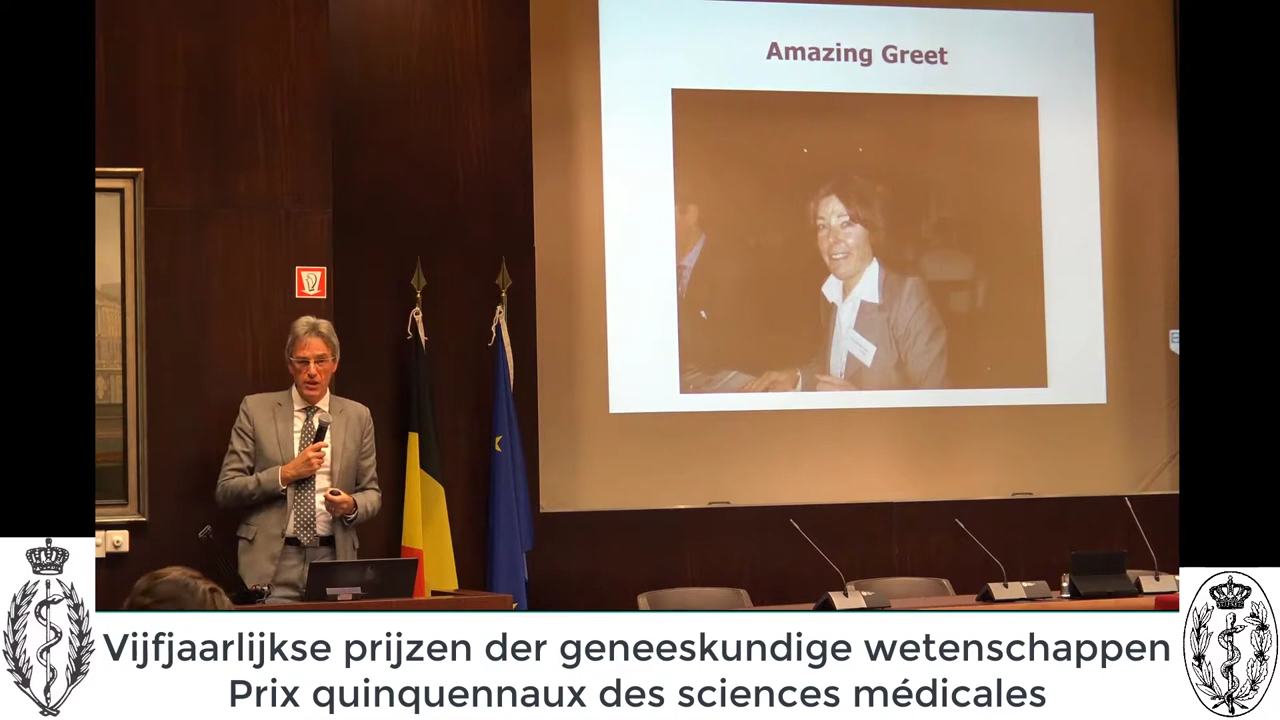 Amazing Greet
Vijfjaarlijkse prijzen der geneeskundige wetenschappen
Prix quinquennaux des sciences médicales